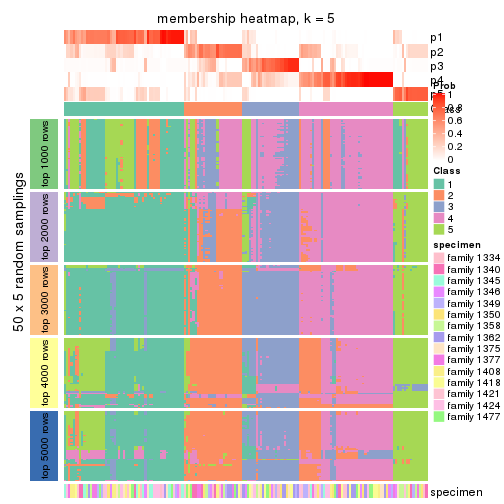 membership heatmap, k = 5
p1
p2
p3
p4
p5
Prob
1
0.8
0.6
0.4
0.2
0
Class
Class
1
2
3
4
5
specimen
family 1334
family 1340
family 1345
family 1346
family 1349
family 1350
family 1358
family 1362
family 1375
family 1377
family 1408
family 1418
family 1421
family 1424
family 1477
50 x 5 random samplings
top 1000 rows
top 2000 rows
top 3000 rows
top 4000 rows
top 5000 rows
specimen